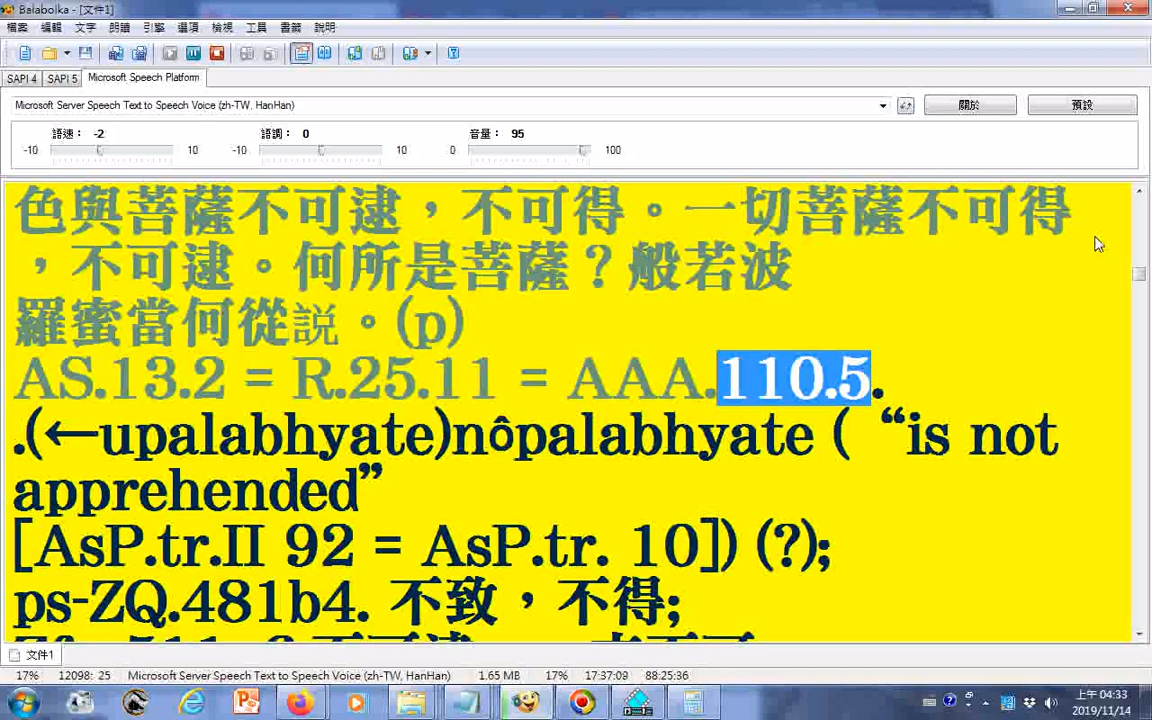 Balabolka - [文件1]
檔案 編輯 文字 朗讀 引擎 選項 檢視 工具 書籤 說明
SAPI 4 SAPI 5 Microsoft Speech Platform
Microsoft Server Speech Text to Speech Voice (zh-TW, HanHan) 關於 預設
語速： -2 語調： 0 音量： 95
-10 10 -10 10 0 100
色與菩薩不可逮，不可得。一切菩薩不可得
，不可逮。何所是菩薩？般若波
羅蜜當何從説。(p)
AS.13.2 = R.25.11 = AAA.110.5.
.(←upalabhyate)nôpalabhyate (“is not
apprehended”
[AsP.tr.II 92 = AsP.tr. 10]) (?);
ps-ZQ.481b4. 不致，不得;
文件1
17% 12098: 25 Microsoft Server Speech Text to Speech Voice (zh-TW, HanHan) 1.65 MB 17% 17:37:09 88:25:36
上午 04:33
2019/11/14